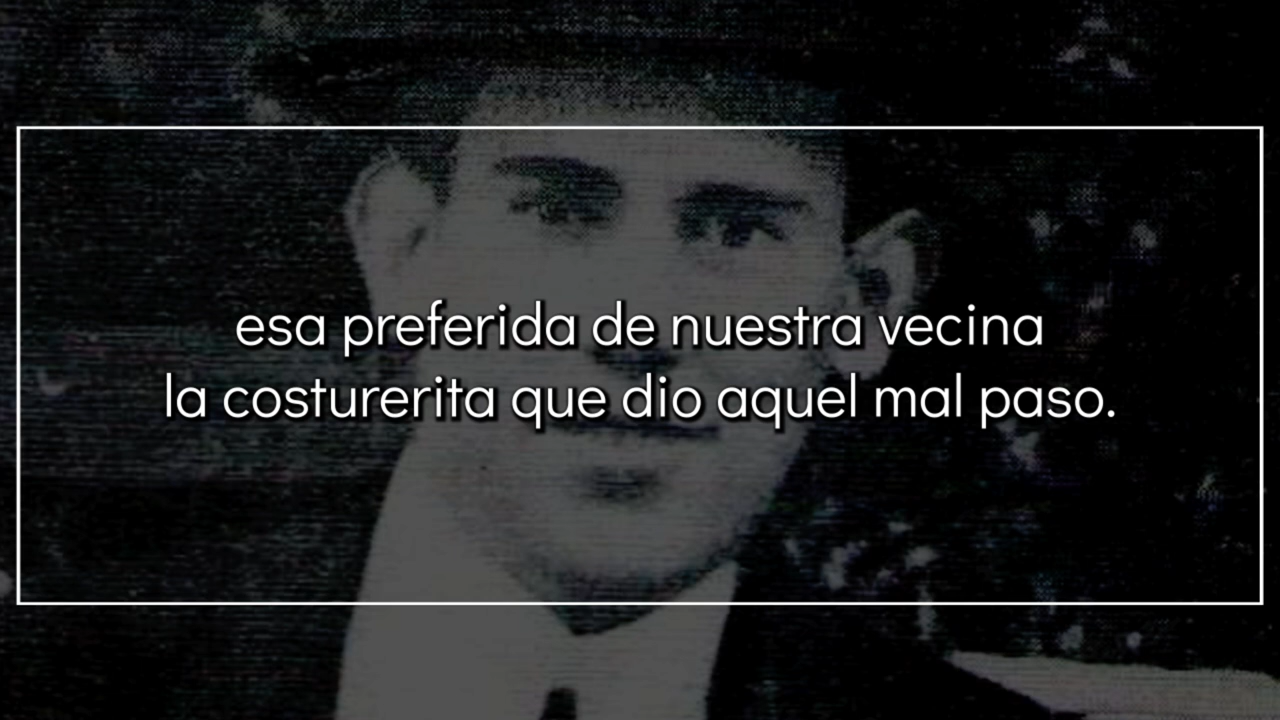 esa preferida de nuestra vecina
la costurerita que dio aquel mal paso.